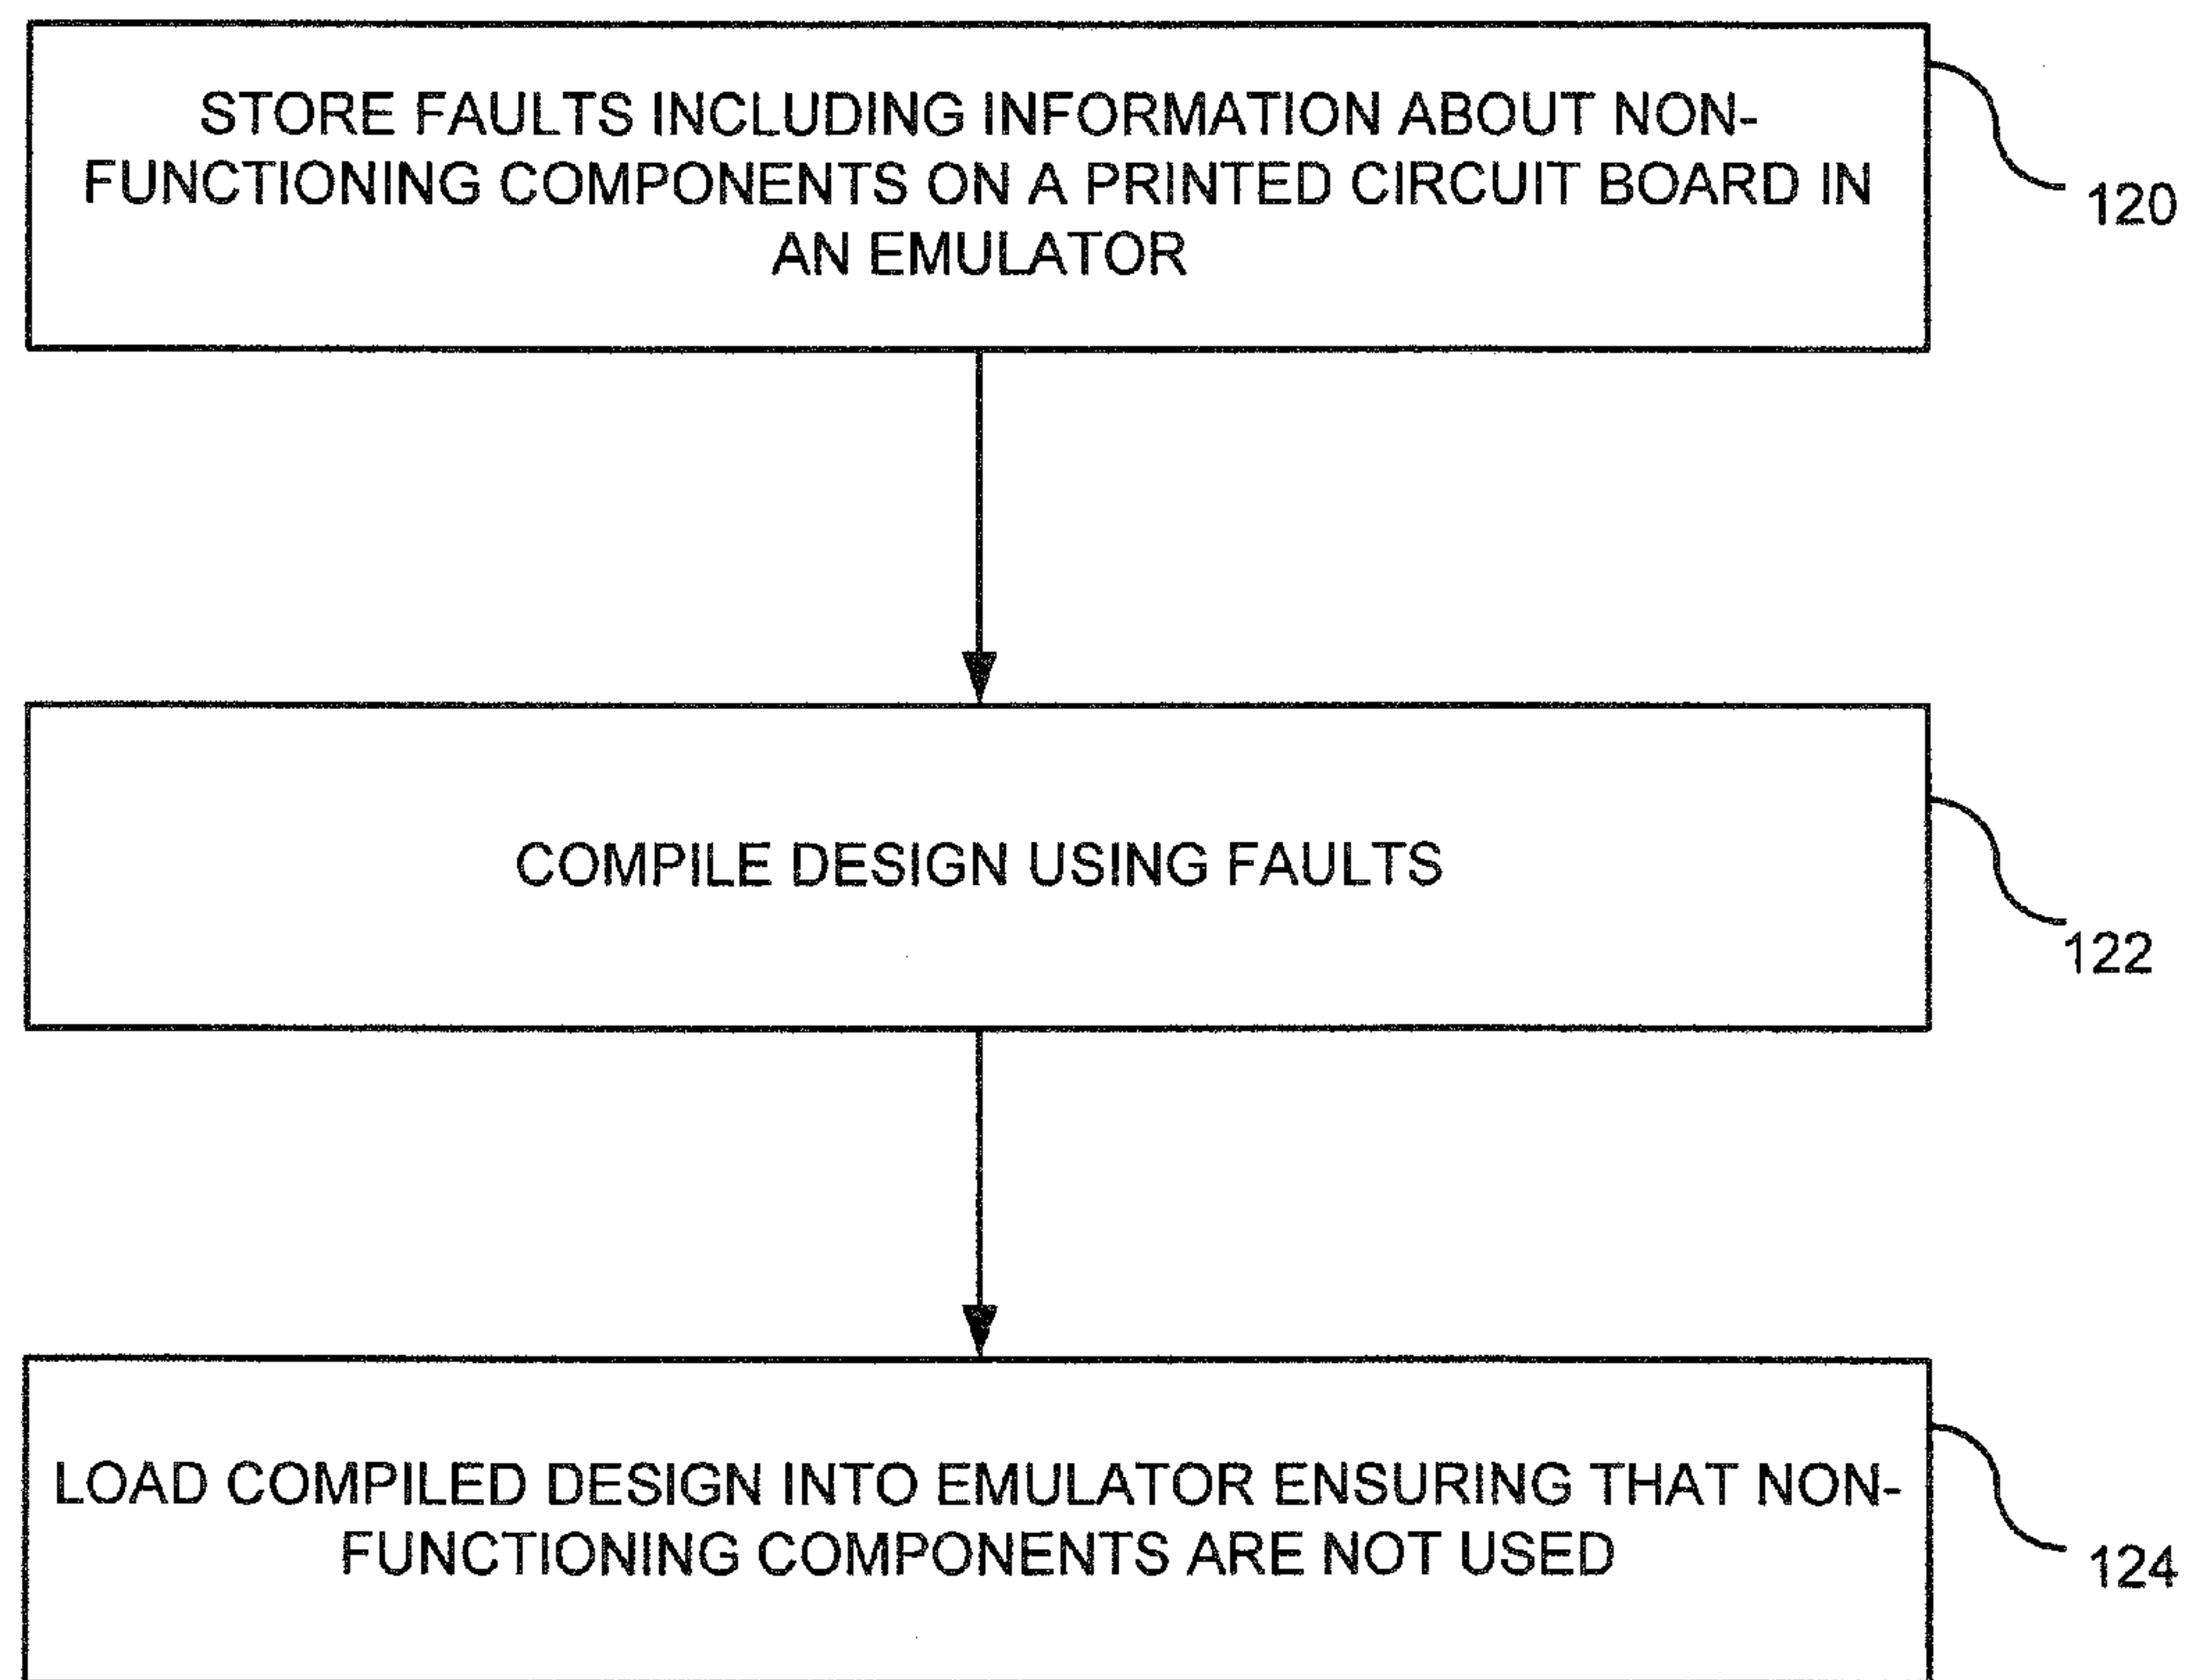 STORE FAULTS INCLUDING INFORMATION ABOUT NON-
FUNCTIONING COMPONENTS ON A PRINTED CIRCUIT BOARD IN
AN EMULATOR
120
COMPILE DESIGN USING FAULTS
122
LOAD COMPILED DESIGN INTO EMULATOR ENSURING THAT NON-
FUNCTIONING COMPONENTS ARE NOT USED
124